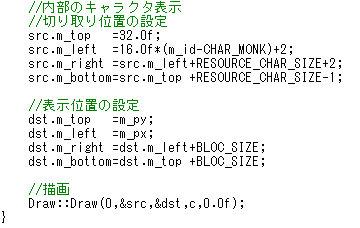 //内部のキャラクタ表示
//切り取り位置の設定
src.m_top   =32.0f;
src.m_left  =16.0f*(m_id-CHAR_MONK)+2;
src.m_right =src.m_left+RESOURCE_CHAR_SIZE+2;
src.m_bottom=src.m_top +RESOURCE_CHAR_SIZE-1;

//表示位置の設定
dst.m_top   =m_py;
dst.m_left  =m_px;
dst.m_right =dst.m_left+BLOC_SIZE;
dst.m_bottom=dst.m_top +BLOC_SIZE;

//描画
Draw::Draw(0,&src,&dst,c,0.0f);
}